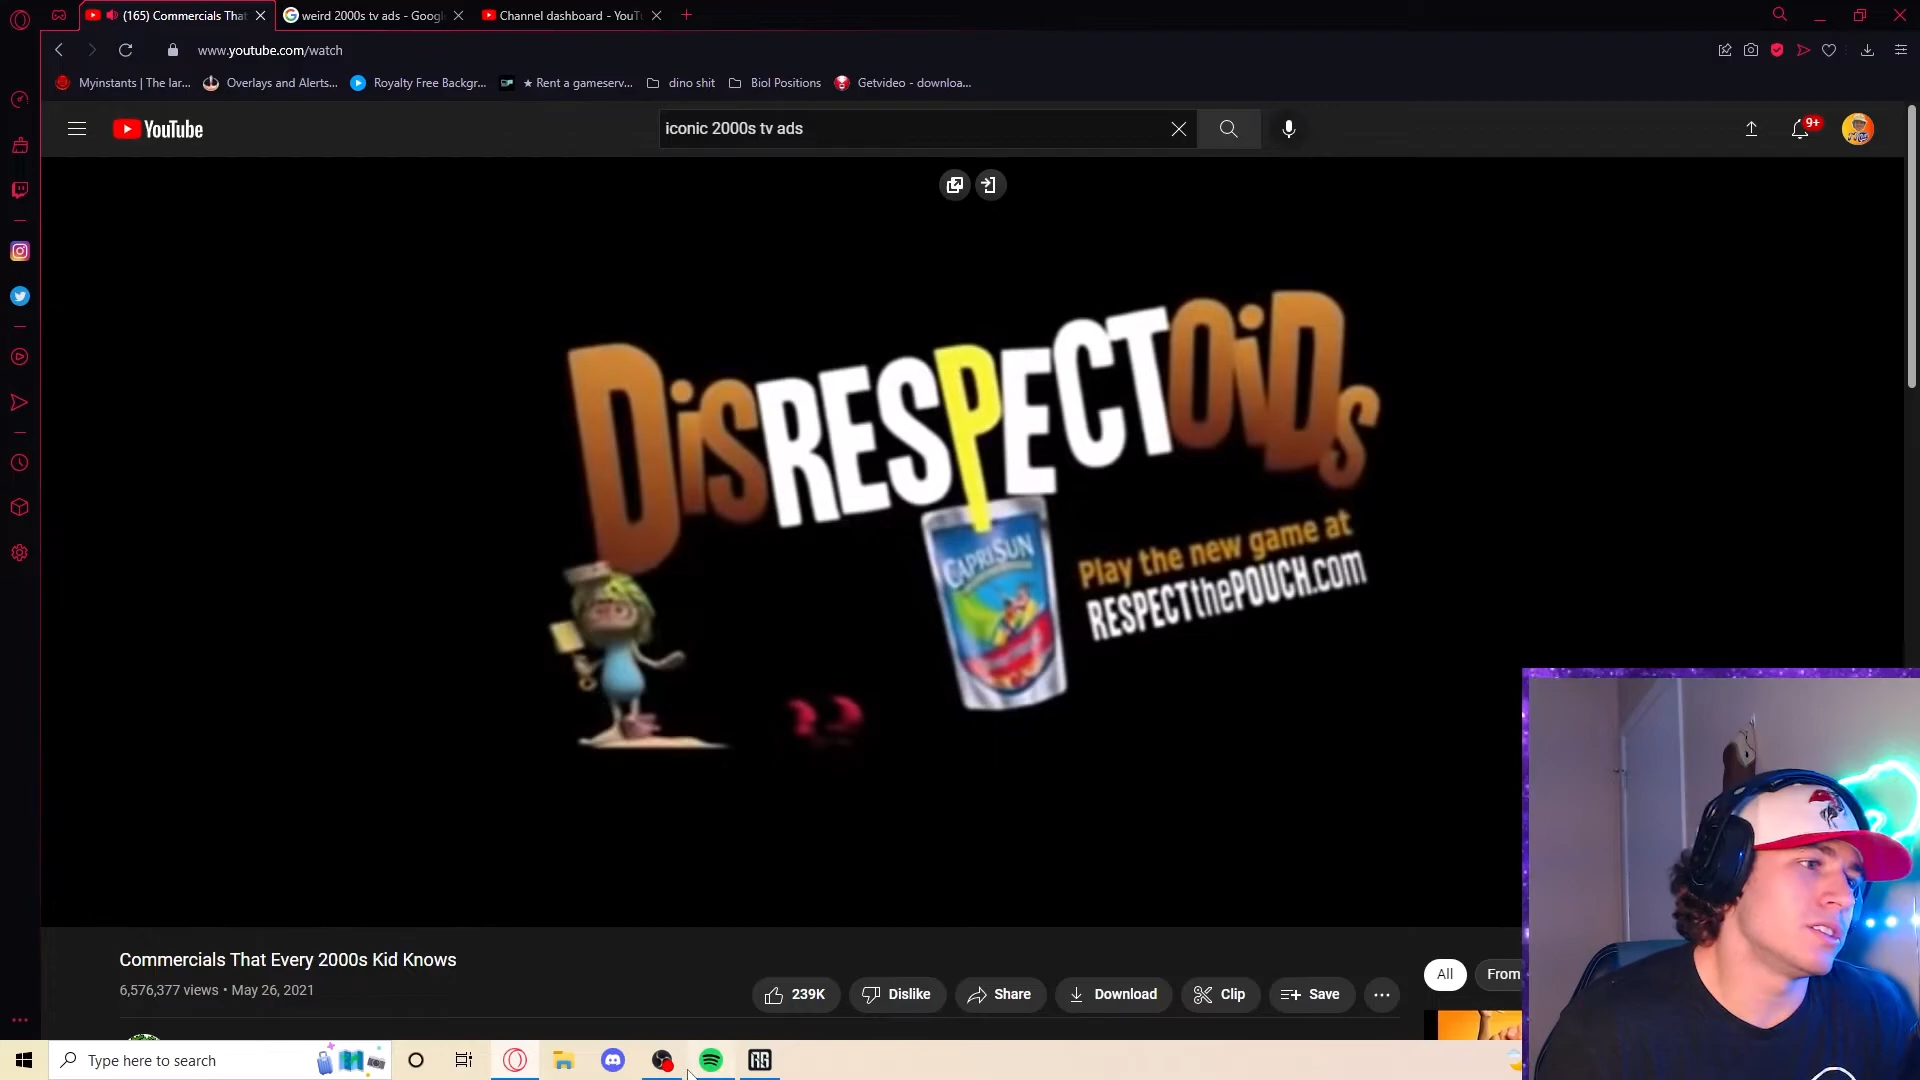 (165) Commercials That
weird 2000s tv ads - Googl
Channel dashboard - YouTu
www.youtube.com/watch
Myinstants | The lar...
Overlays and Alerts...
Royalty Free Backgr...
★ Rent a gameserv...
dino shit
Biol Positions
Getvideo - downloa...
YouTube
iconic 2000s tv ads
9+
DisRESPECTOiDs
CAPRISUN
Play the new game at
RESPECTthePOUCH.com
Commercials That Every 2000s Kid Knows
6,576,377 views • May 26, 2021
239K
Dislike
Share
Download
Clip
Save
All
From
Type here to search